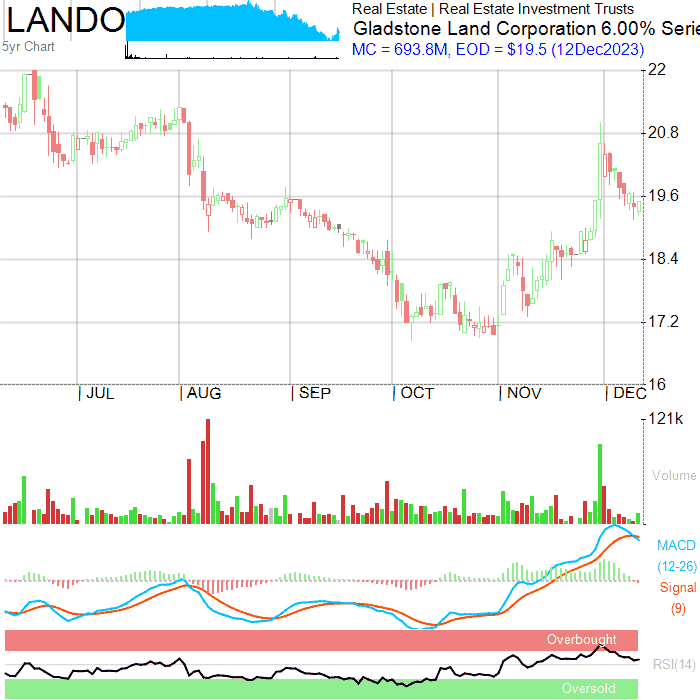 LANDO
5yr Chart
Real Estate | Real Estate Investment Trusts
Gladstone Land Corporation 6.00% Serie
MC = 693.8M, EOD = $19.5 (12Dec2023)
22
20.8
19.6
18.4
17.2
16
| JUL | AUG | SEP | OCT | NOV | DEC
121k
Volume
MACD
(12-26)
Signal
(9)
Overbought
RSI(14)
Oversold